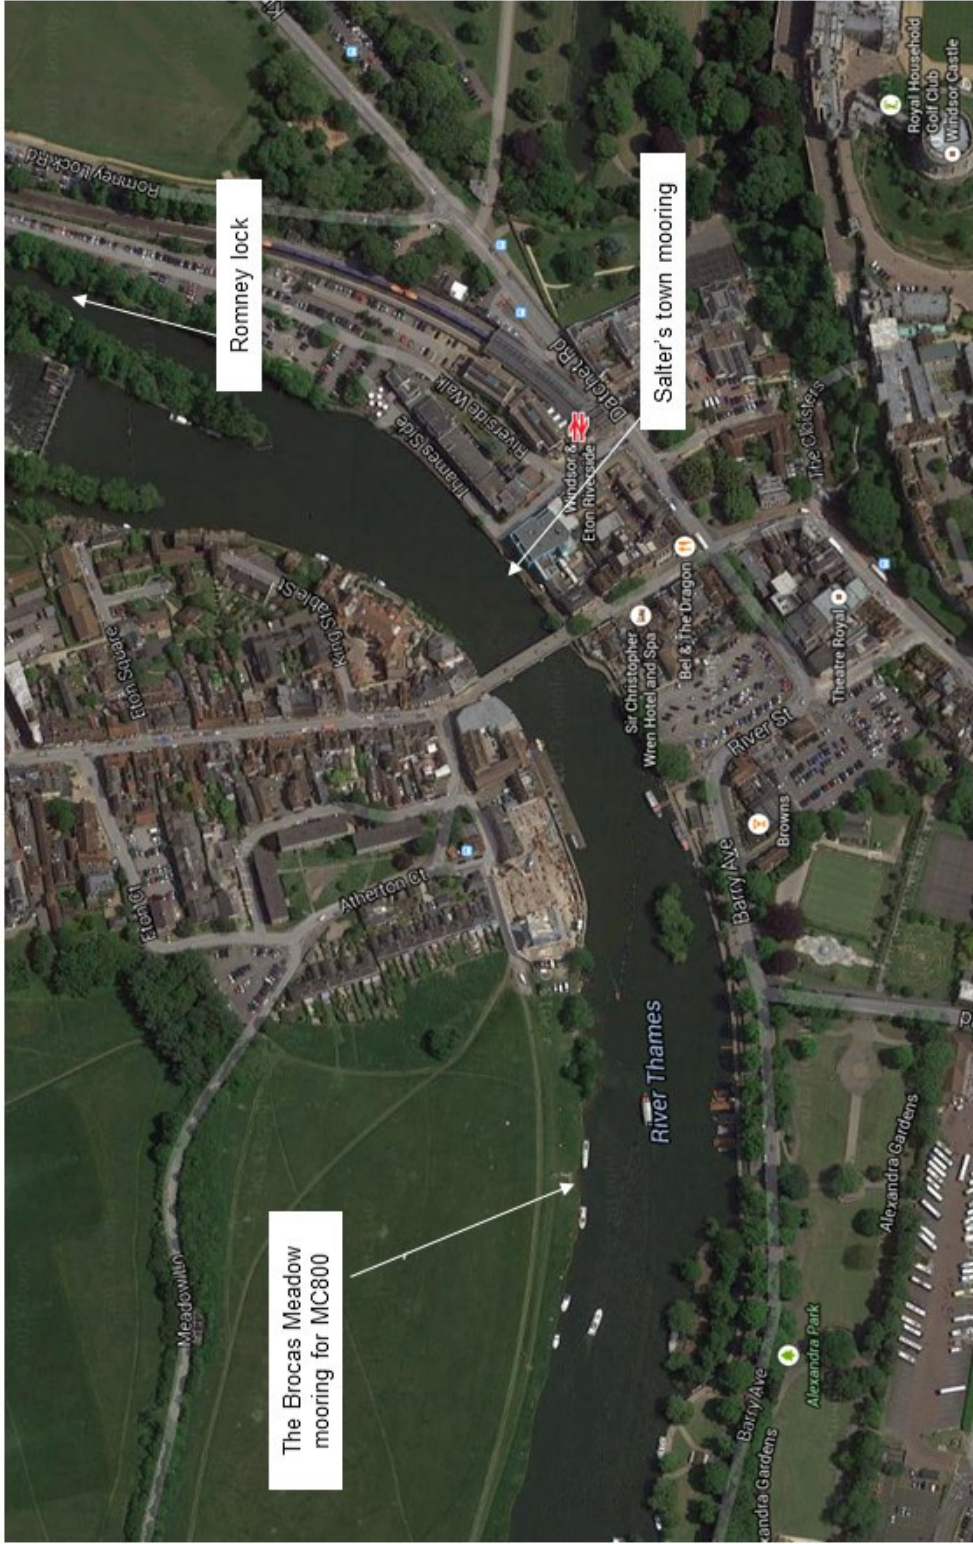 Meadow Ln
Eton Ct
Eton Square
Romney Lock Rd
Romney lock
The Brocas Meadow
mooring for MC800
King Stable St
Atherton Ct
Thames Side
Riverside Walk
Windsor &
Eton Riverside
Datchet Rd
Salter's town mooring
River Thames
Sir Christopher
Wren Hotel and Spa
Bel & The Dragon
Barry Ave
River St
Browns
The Cloisters
Theatre Royal
Barry Ave
xandra Gardens
Alexandra Park
Alexandra Gardens
Royal Household
Golf Club
Windsor Castle